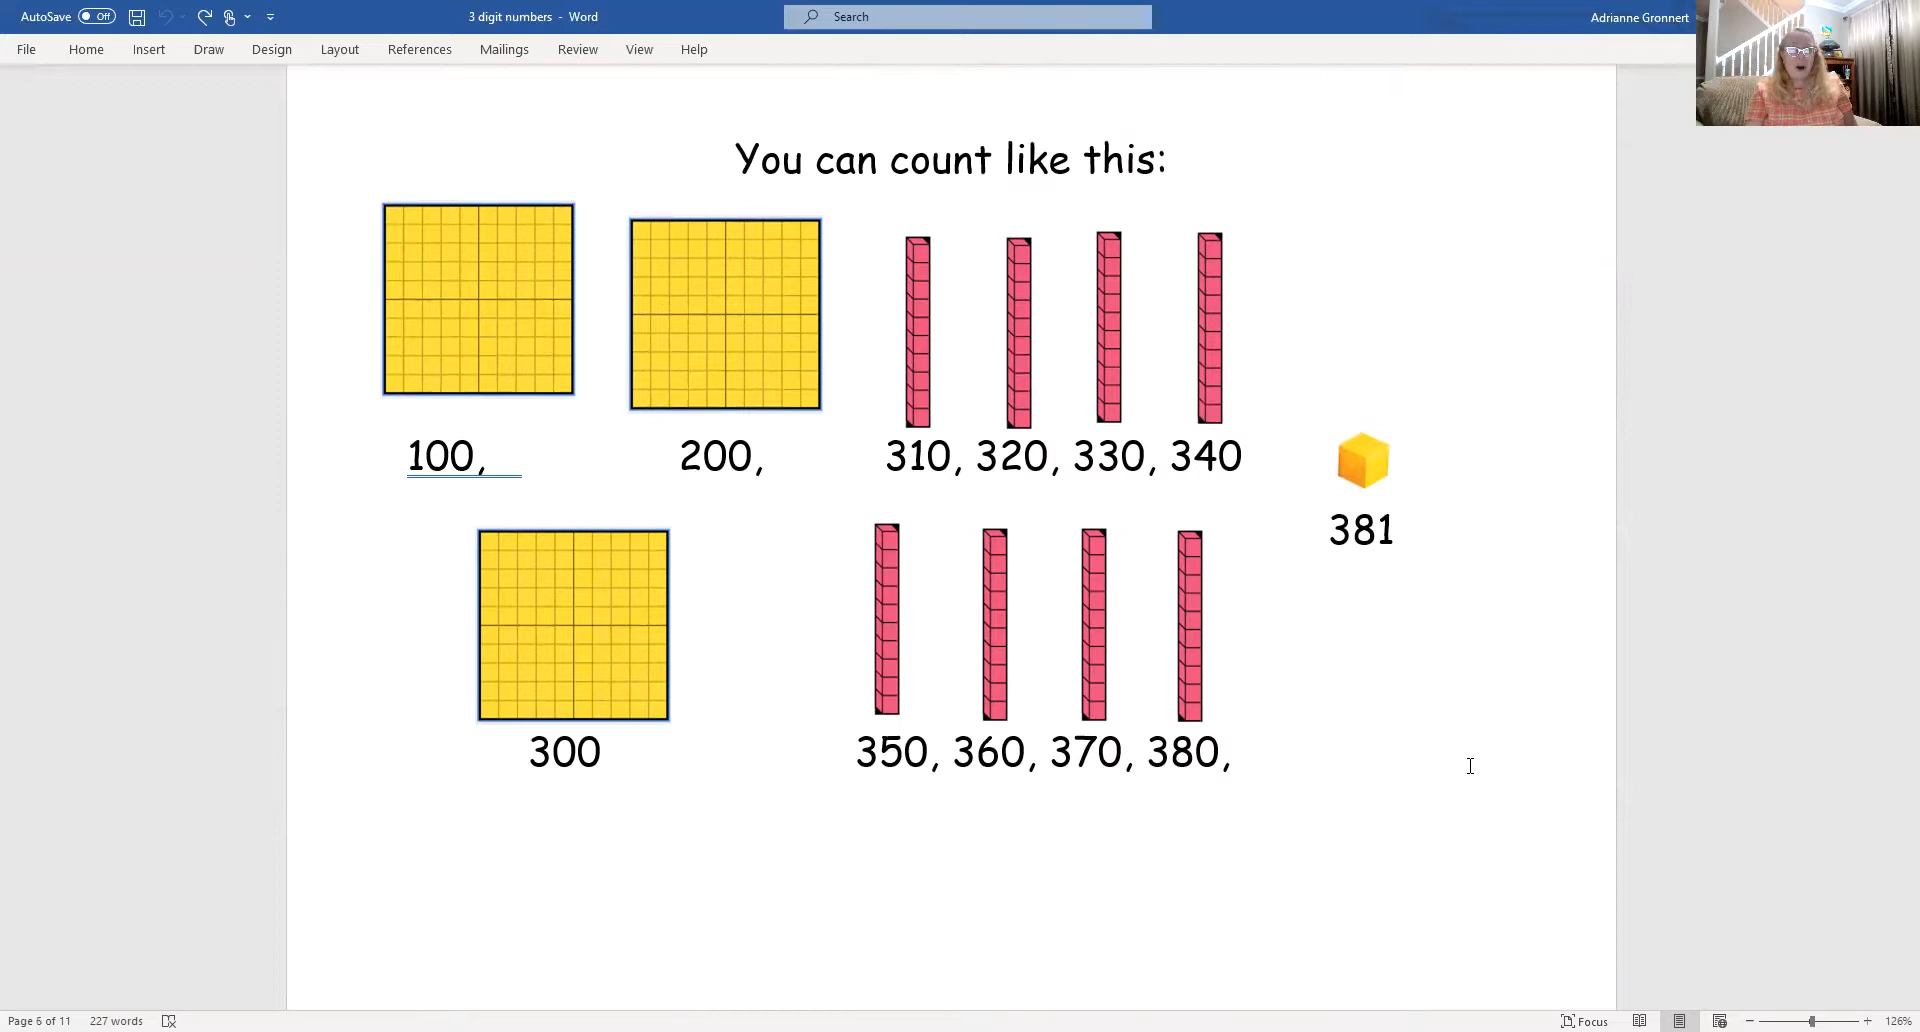 AutoSave Off 3 digit numbers - Word Search Adrianne Gronnert
File Home Insert Draw Design Layout References Mailings Review View Help
You can count like this:
100, 200, 310, 320, 330, 340
381
300 350, 360, 370, 380,
Page 6 of 11 227 words Focus 126%